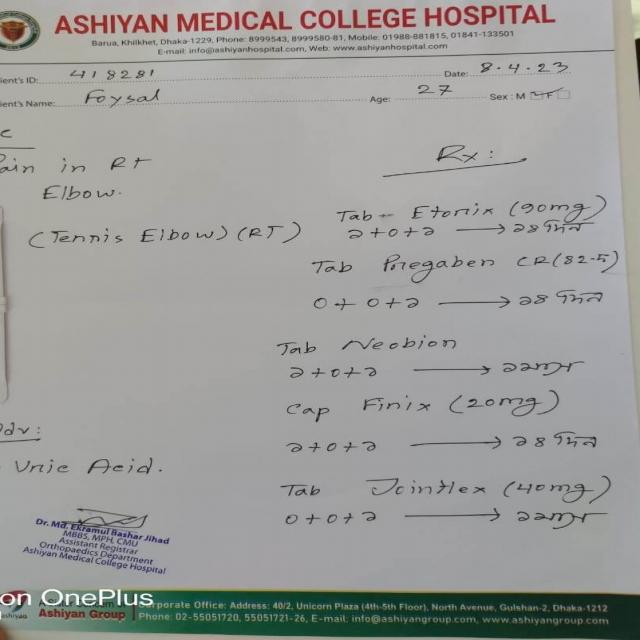 ASHIYAN MEDICAL COLLEGE HOSPITAL
Barua, Khilkhet, Dhaka-1229, Phone: 8999543, 8999580-81, Mobile: 01988-881815, 01841-133501
E-mail: info@ashiyanhospital.com, Web: www.ashiyanhospital.com
ient's ID: 418281 Date: 8.4.23
ient's Name: Foysal Age: 27 Sex: M F
Pain in Rt
Elbow.
(Tennis Elbow) (RT)
Rx:
Tab Etorix (90mg)
১+০+১ → ১৪ দিন
Tab Pregaben CR (82.5)
০+০+১ → ১৪ দিন
Tab Neobion
১+০+১ → ১মাস
Cap Finix (20mg)
১+০+১ → ১৪ দিন
Tab Jointlex (40mg)
০+০+১ → ১মাস
Adv:
Uric Acid.
Dr. Md. Ekramul Bashar Jihad
MBBS, MPH, CMU
Assistant Registrar
Orthopaedics Department
Ashiyan Medical College Hospital
on OnePlus
Ashiyan Group
Corporate Office: Address: 40/2, Unicorn Plaza (4th-5th Floor), North Avenue, Gulshan-2, Dhaka-1212
Phone: 02-55051720, 55051721-26, E-mail: info@ashiyangroup.com, www.ashiyangroup.com